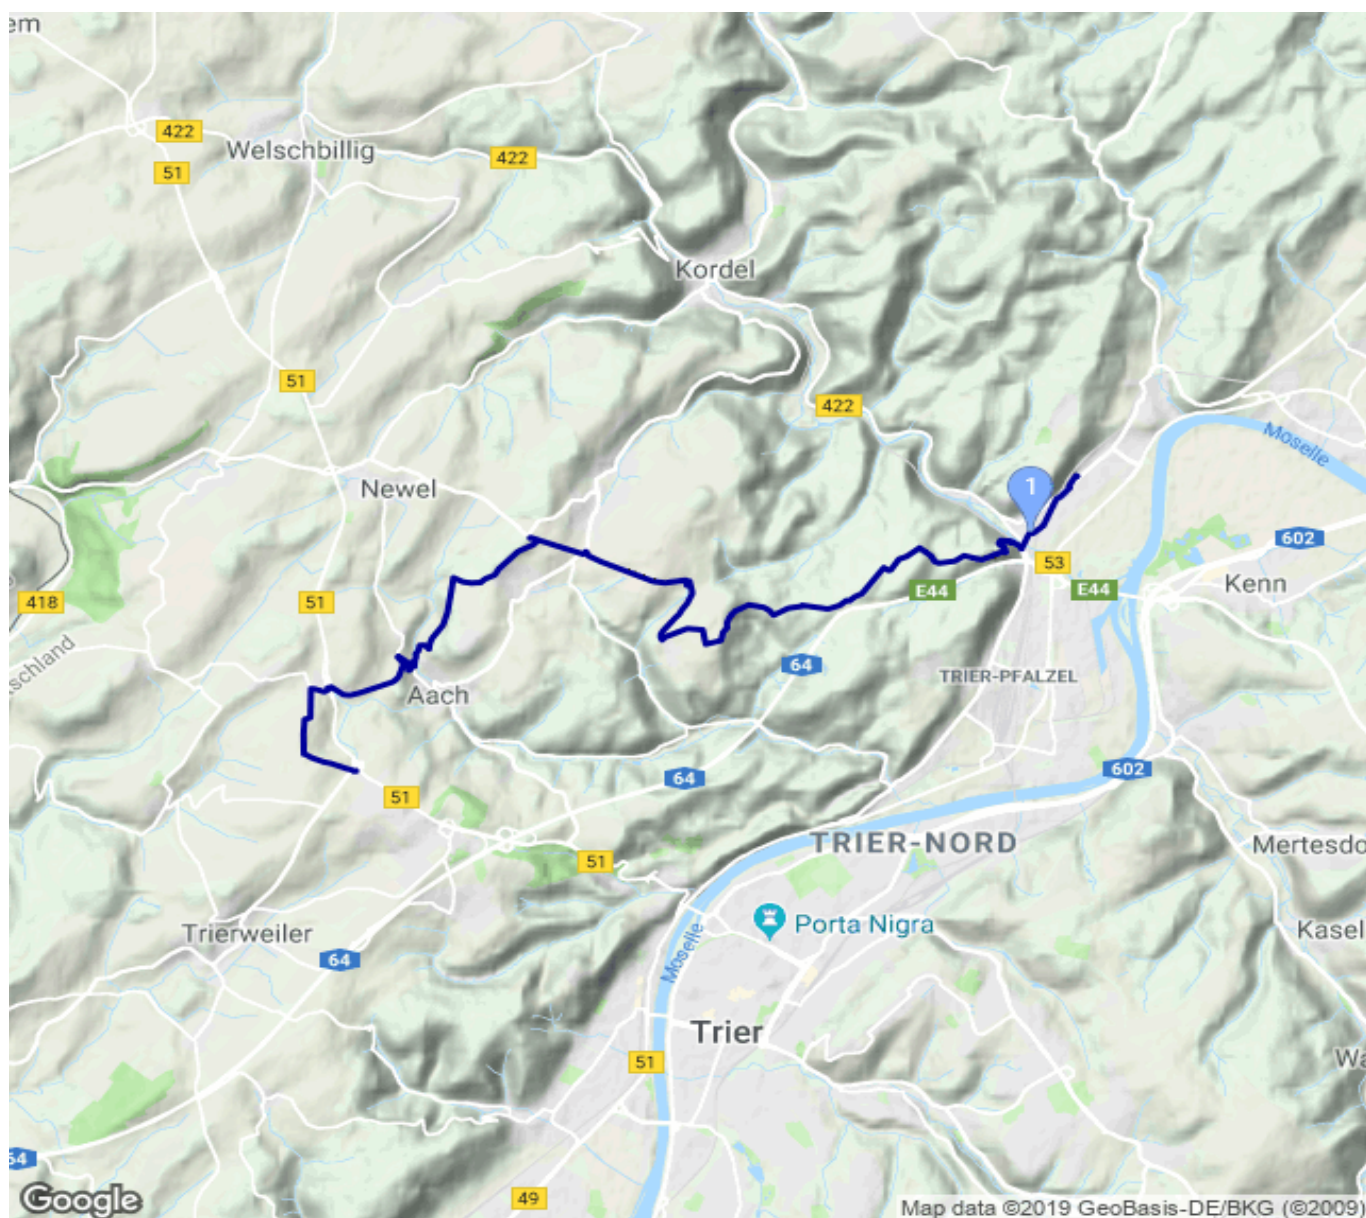 em
422
Welschbillig
422
51
Kordel
51
422
Moselle
Newel
1
602
53
E44
E44
Kenn
51
418
64
TRIER-PFALZEL
Aach
64
602
51
TRIER-NORD
51
Mertesdo
Porta Nigra
Kasel
Trierweiler
64
Moselle
Trier
51
Wa
64
49
Google
Map data ©2019 GeoBasis-DE/BKG (©2009)